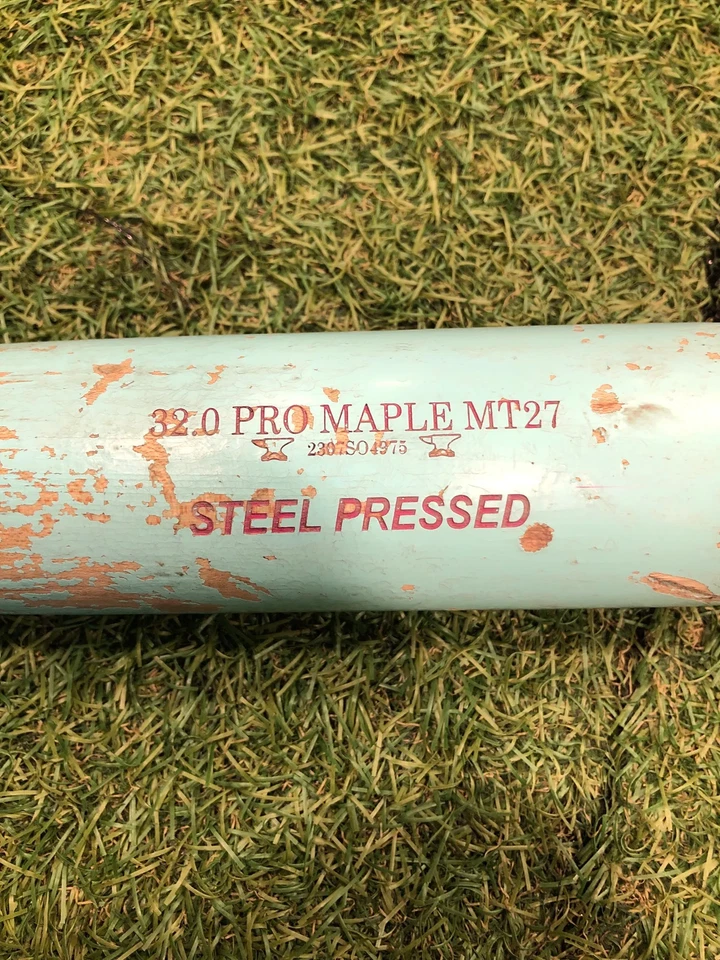 32.0 PRO MAPLE MT27
2307SO4975
STEEL PRESSED